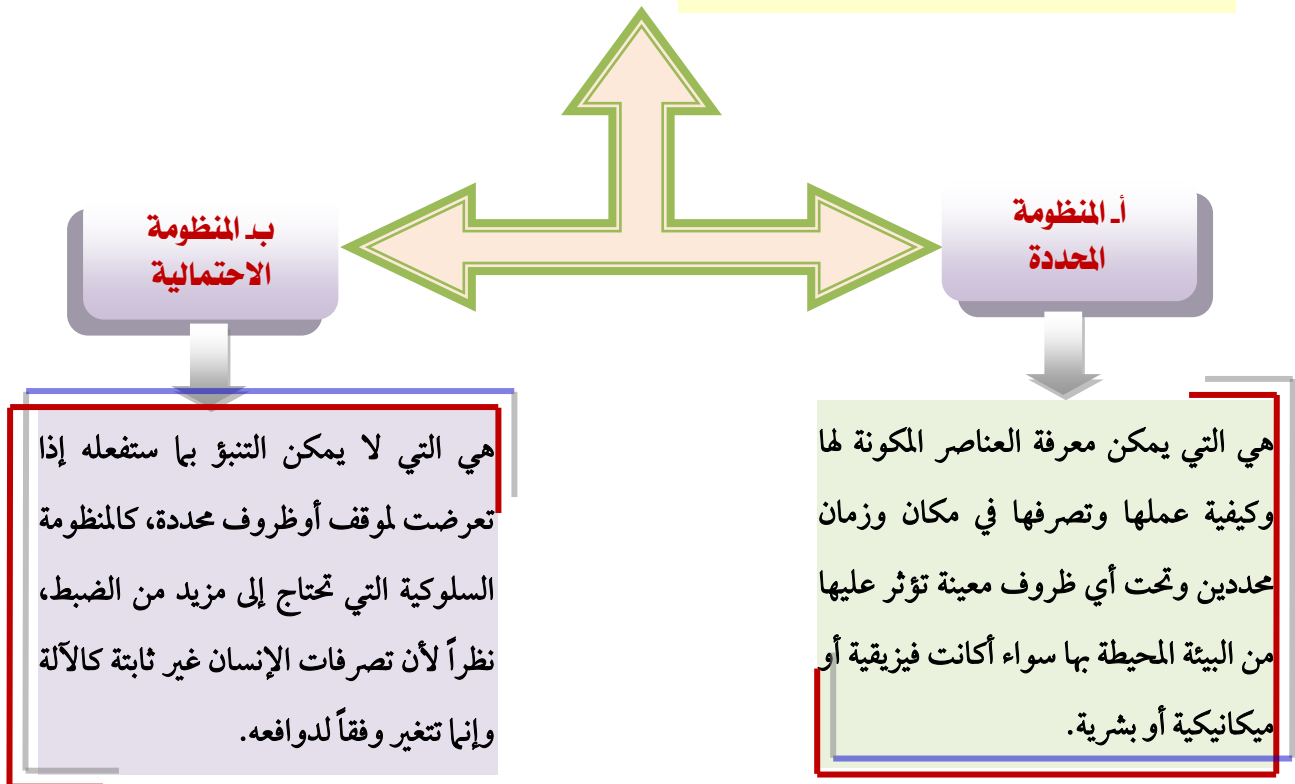 أـ المنظومة
المحددة
هي التي يمكن معرفة العناصر المكونة لها
وكيفية عملها وتصرفها في مكان وزمان
محددين وتحت أي ظروف معينة تؤثر عليها
من البيئة المحيطة بها سواء أكانت فيزيقية أو
ميكانيكية أو بشرية.
بـ المنظومة
الاحتمالية
هي التي لا يمكن التنبؤ بما ستفعله إذا
تعرضت لموقف أوظروف محددة، كالمنظومة
السلوكية التي تحتاج إلى مزيد من الضبط،
نظراً لأن تصرفات الإنسان غير ثابتة كالآلة
وإنما تتغير وفقاً لدوافعه.